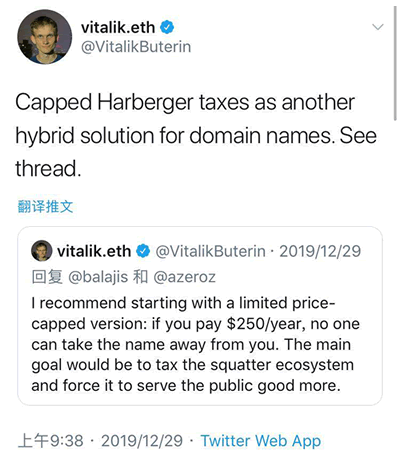 vitalik.eth
@VitalikButerin
Capped Harberger taxes as another
hybrid solution for domain names. See
thread.
翻译推文
vitalik.eth @VitalikButerin · 2019/12/29
回复 @balajis 和 @azeroz
I recommend starting with a limited price-
capped version: if you pay $250/year, no one
can take the name away from you. The main
goal would be to tax the squatter ecosystem
and force it to serve the public good more.
上午9:38 · 2019/12/29 · Twitter Web App